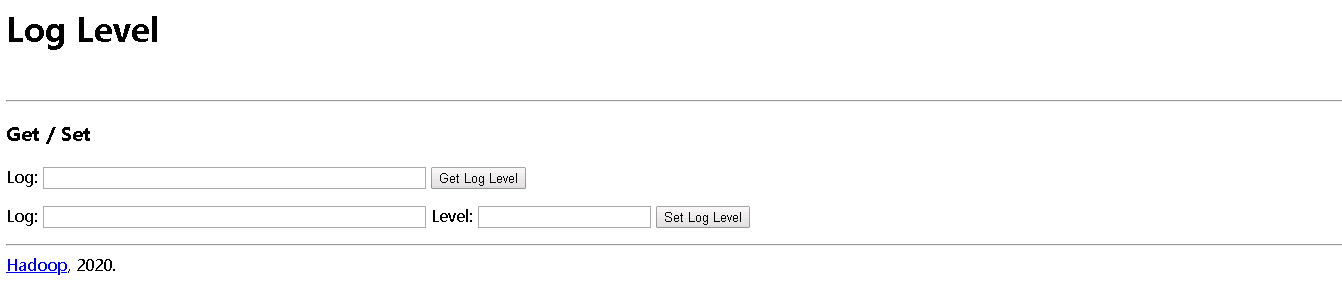 Log Level
Get / Set
Log: Get Log Level
Log: Level: Set Log Level
Hadoop, 2020.